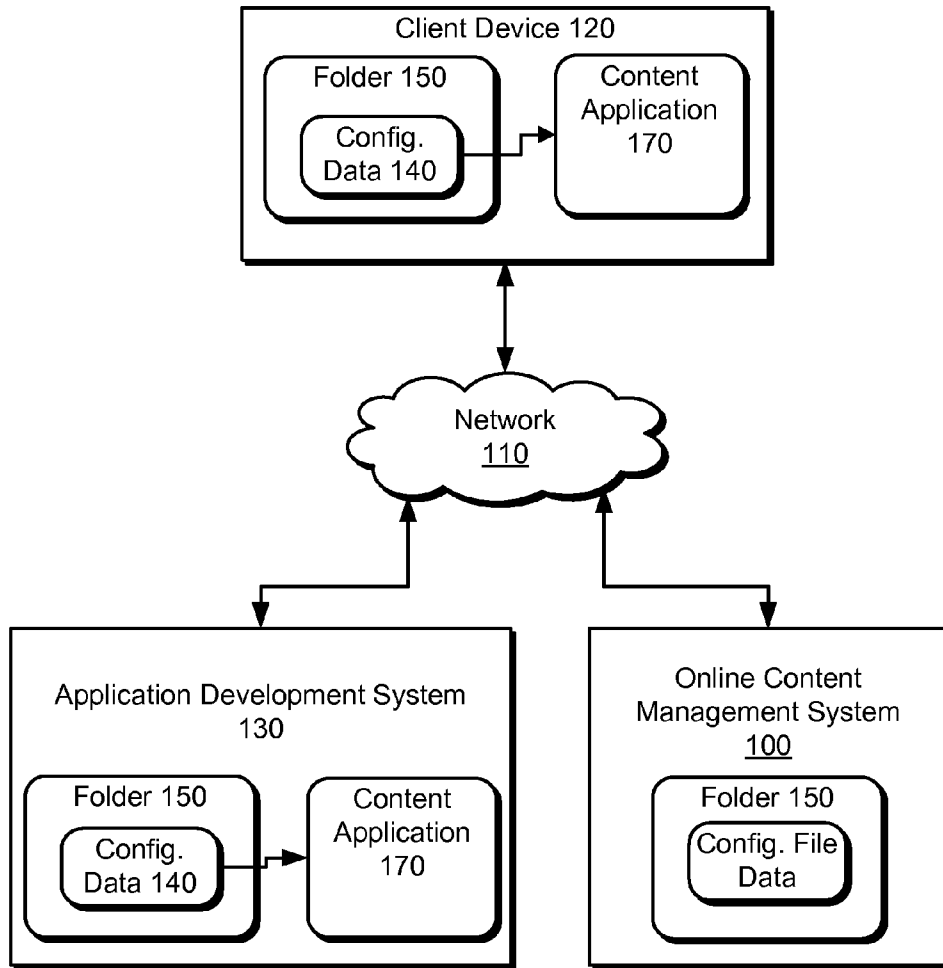 Client Device 120
Folder 150
Config.
Data 140
Content
Application
170
Network
110
Application Development System
130
Folder 150
Config.
Data 140
Content
Application
170
Online Content
Management System
100
Folder 150
Config. File
Data